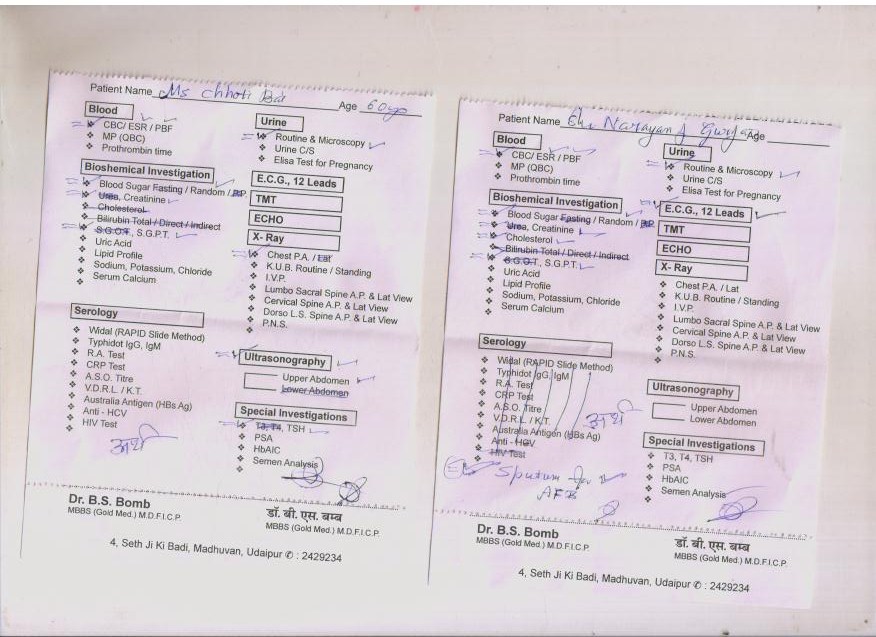 Patient Name Ms Chhoti Bai Age 60
Blood
CBC/ ESR / PBF
MP (QBC)
Prothrombin time
Bioshemical Investigation
Blood Sugar Fasting / Random / P.P.
Urea, Creatinine
Cholesterol
Bilirubin Total / Direct / Indirect
S.G.O.T., S.G.P.T.
Uric Acid
Lipid Profile
Sodium, Potassium, Chloride
Serum Calcium
Serology
Widal (RAPID Slide Method)
Typhidot IgG, IgM
R.A. Test
CRP Test
A.S.O. Titre
V.D.R.L. / K.T.
Australia Antigen (HBs Ag)
Anti - HCV
HIV Test
Urine
Routine & Microscopy
Urine C/S
Elisa Test for Pregnancy
E.C.G., 12 Leads
TMT
ECHO
X- Ray
Chest P.A. / Lat
K.U.B. Routine / Standing
I.V.P.
Lumbo Sacral Spine A.P. & Lat View
Cervical Spine A.P. & Lat View
Dorso L.S. Spine A.P. & Lat View
P.N.S.
Ultrasonography
Upper Abdomen
Lower Abdomen
Special Investigations
T3, T4, TSH
PSA
HbAIC
Semen Analysis
Dr. B.S. Bomb
MBBS (Gold Med.) M.D.F.I.C.P.
डॉ. बी. एस. बम्ब
MBBS (Gold Med.) M.D.F.I.C.P.
4, Seth Ji Ki Badi, Madhuvan, Udaipur ✆ : 2429234
Patient Name Narayan J Gurjar Age
Blood
CBC/ ESR / PBF
MP (QBC)
Prothrombin time
Bioshemical Investigation
Blood Sugar Fasting / Random / P.P.
Urea, Creatinine
Cholesterol
Bilirubin Total / Direct / Indirect
S.G.O.T., S.G.P.T.
Uric Acid
Lipid Profile
Sodium, Potassium, Chloride
Serum Calcium
Serology
Widal (RAPID Slide Method)
Typhidot IgG, IgM
R.A. Test
CRP Test
A.S.O. Titre
V.D.R.L. / K.T.
Australia Antigen (HBs Ag)
Anti - HCV
HIV Test
Sputum for
AFB
Urine
Routine & Microscopy
Urine C/S
Elisa Test for Pregnancy
E.C.G., 12 Leads
TMT
ECHO
X- Ray
Chest P.A. / Lat
K.U.B. Routine / Standing
I.V.P.
Lumbo Sacral Spine A.P. & Lat View
Cervical Spine A.P. & Lat View
Dorso L.S. Spine A.P. & Lat View
P.N.S.
Ultrasonography
Upper Abdomen
Lower Abdomen
Special Investigations
T3, T4, TSH
PSA
HbAIC
Semen Analysis
Dr. B.S. Bomb
MBBS (Gold Med.) M.D.F.I.C.P.
डॉ. बी. एस. बम्ब
MBBS (Gold Med.) M.D.F.I.C.P.
4, Seth Ji Ki Badi, Madhuvan, Udaipur ✆ : 2429234